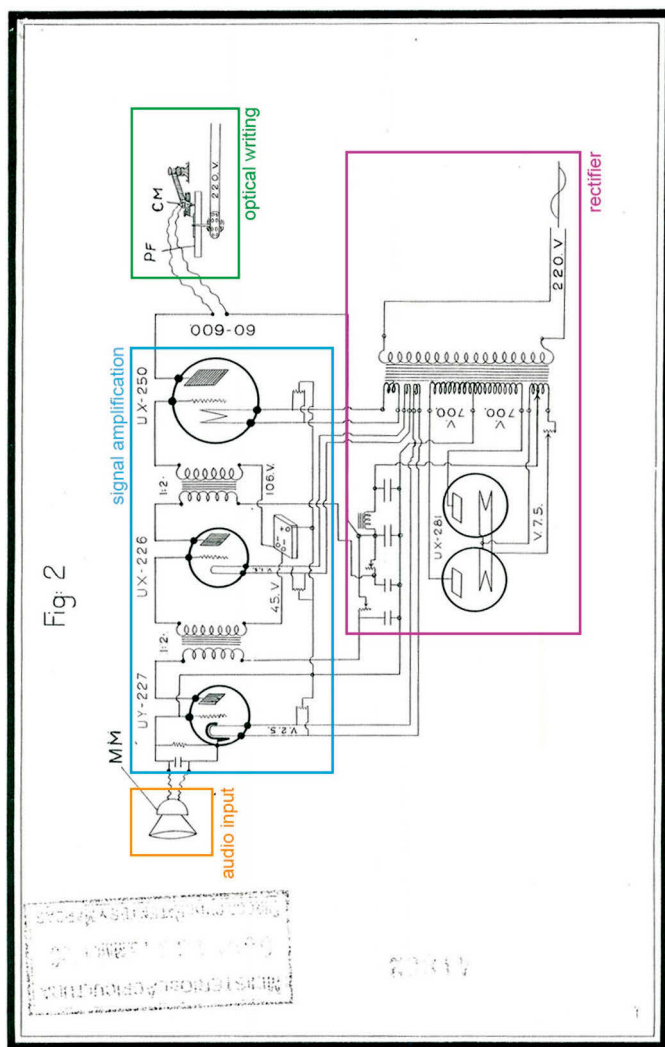 Fig: 2
optical writing
PF
CM
220.V.
rectifier
220.V
60-600.
signal amplification
UX-250
1:2·
106.V.
UX-226
45.V
1:2·
UY-227
V.2.5.
V.
700.
V.
700.
UX-281
V.7.5.
MM
audio input